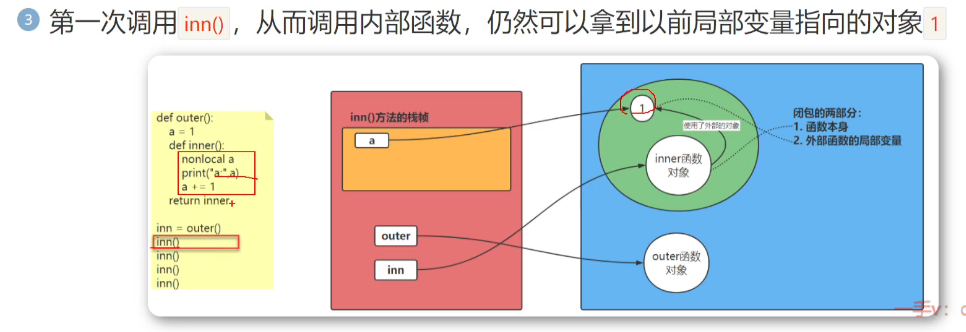 3 第一次调用 inn() ，从而调用内部函数，仍然可以拿到以前局部变量指向的对象 1
def outer():
a = 1
def inner():
nonlocal a
print("a:",a)
a += 1
return inner
inn = outer()
inn()
inn()
inn()
inn()
inn()方法的栈帧
a
outer
inn
1
使用了外部的对象
inner函数
对象
outer函数
对象
闭包的两部分：
1. 函数本身
2. 外部函数的局部变量
一手v：